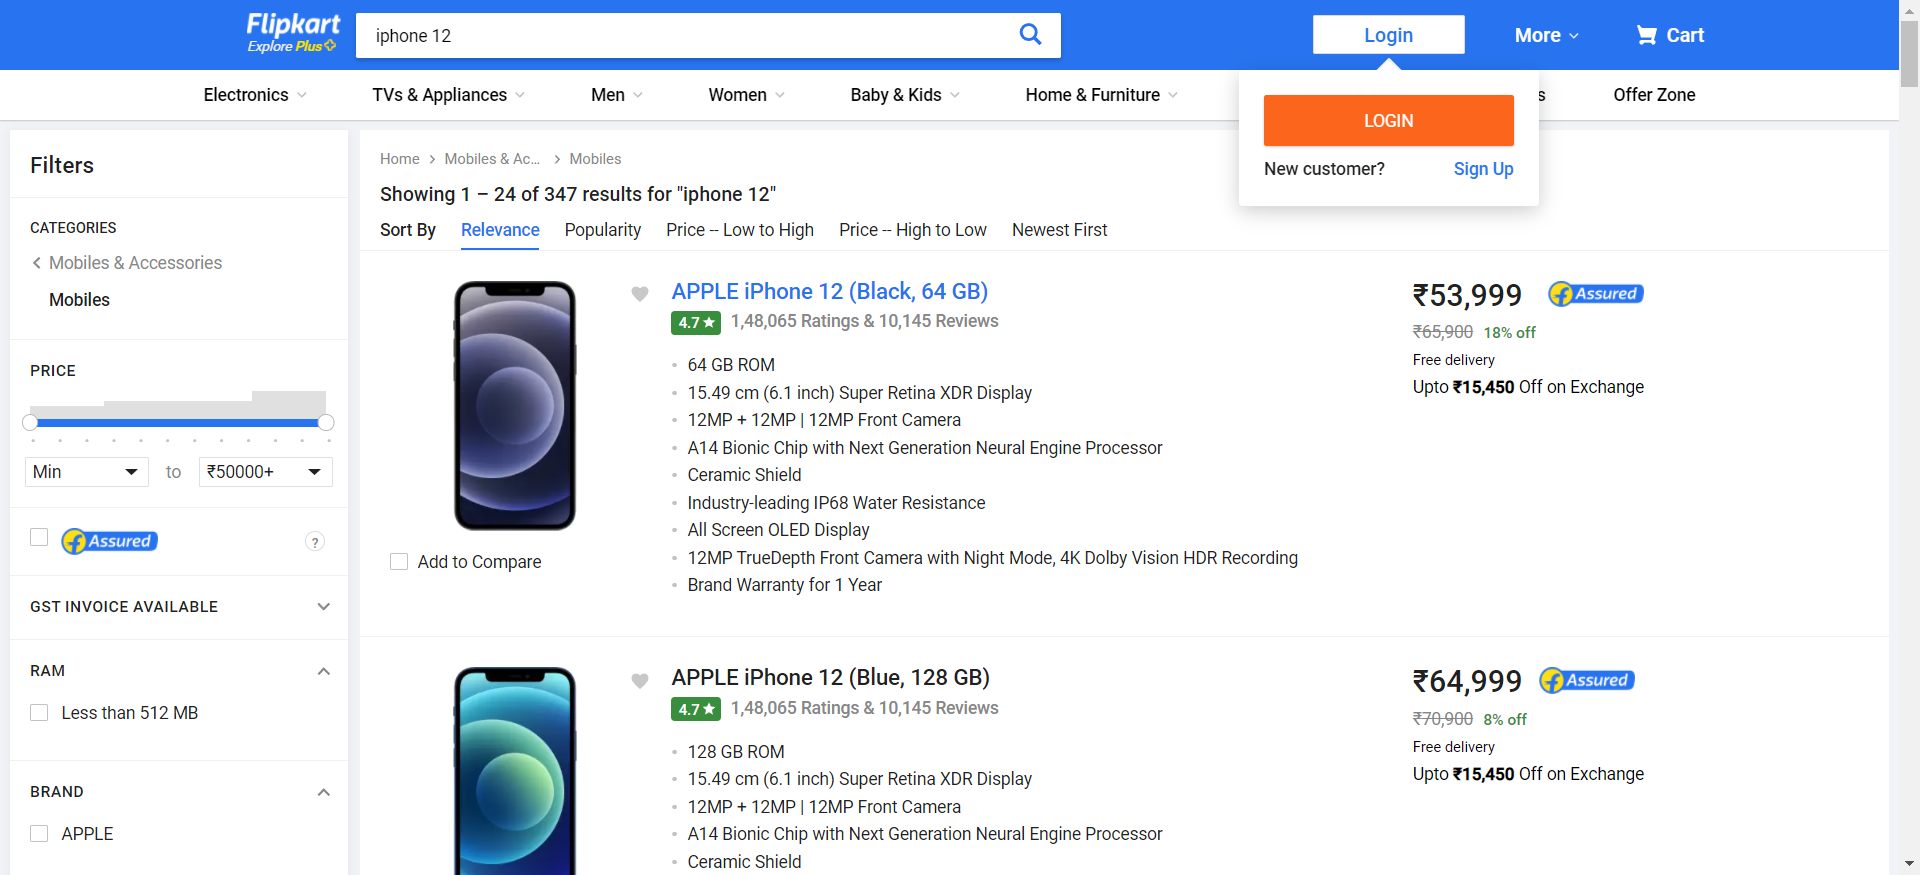 Flipkart
Explore Plus
iphone 12
Login
More
Cart
Electronics
TVs & Appliances
Men
Women
Baby & Kids
Home & Furniture
s
Offer Zone
LOGIN
New customer? Sign Up
Filters
CATEGORIES
Mobiles & Accessories
Mobiles
PRICE
Min to ₹50000+
Assured
?
GST INVOICE AVAILABLE
RAM
Less than 512 MB
BRAND
APPLE
Home > Mobiles & Ac... > Mobiles
Showing 1 – 24 of 347 results for "iphone 12"
Sort By Relevance Popularity Price -- Low to High Price -- High to Low Newest First
APPLE iPhone 12 (Black, 64 GB)
4.7★ 1,48,065 Ratings & 10,145 Reviews
64 GB ROM
15.49 cm (6.1 inch) Super Retina XDR Display
12MP + 12MP | 12MP Front Camera
A14 Bionic Chip with Next Generation Neural Engine Processor
Ceramic Shield
Industry-leading IP68 Water Resistance
All Screen OLED Display
12MP TrueDepth Front Camera with Night Mode, 4K Dolby Vision HDR Recording
Brand Warranty for 1 Year
Add to Compare
₹53,999 Assured
₹65,900 18% off
Free delivery
Upto ₹15,450 Off on Exchange
APPLE iPhone 12 (Blue, 128 GB)
4.7★ 1,48,065 Ratings & 10,145 Reviews
128 GB ROM
15.49 cm (6.1 inch) Super Retina XDR Display
12MP + 12MP | 12MP Front Camera
A14 Bionic Chip with Next Generation Neural Engine Processor
Ceramic Shield
₹64,999 Assured
₹70,900 8% off
Free delivery
Upto ₹15,450 Off on Exchange